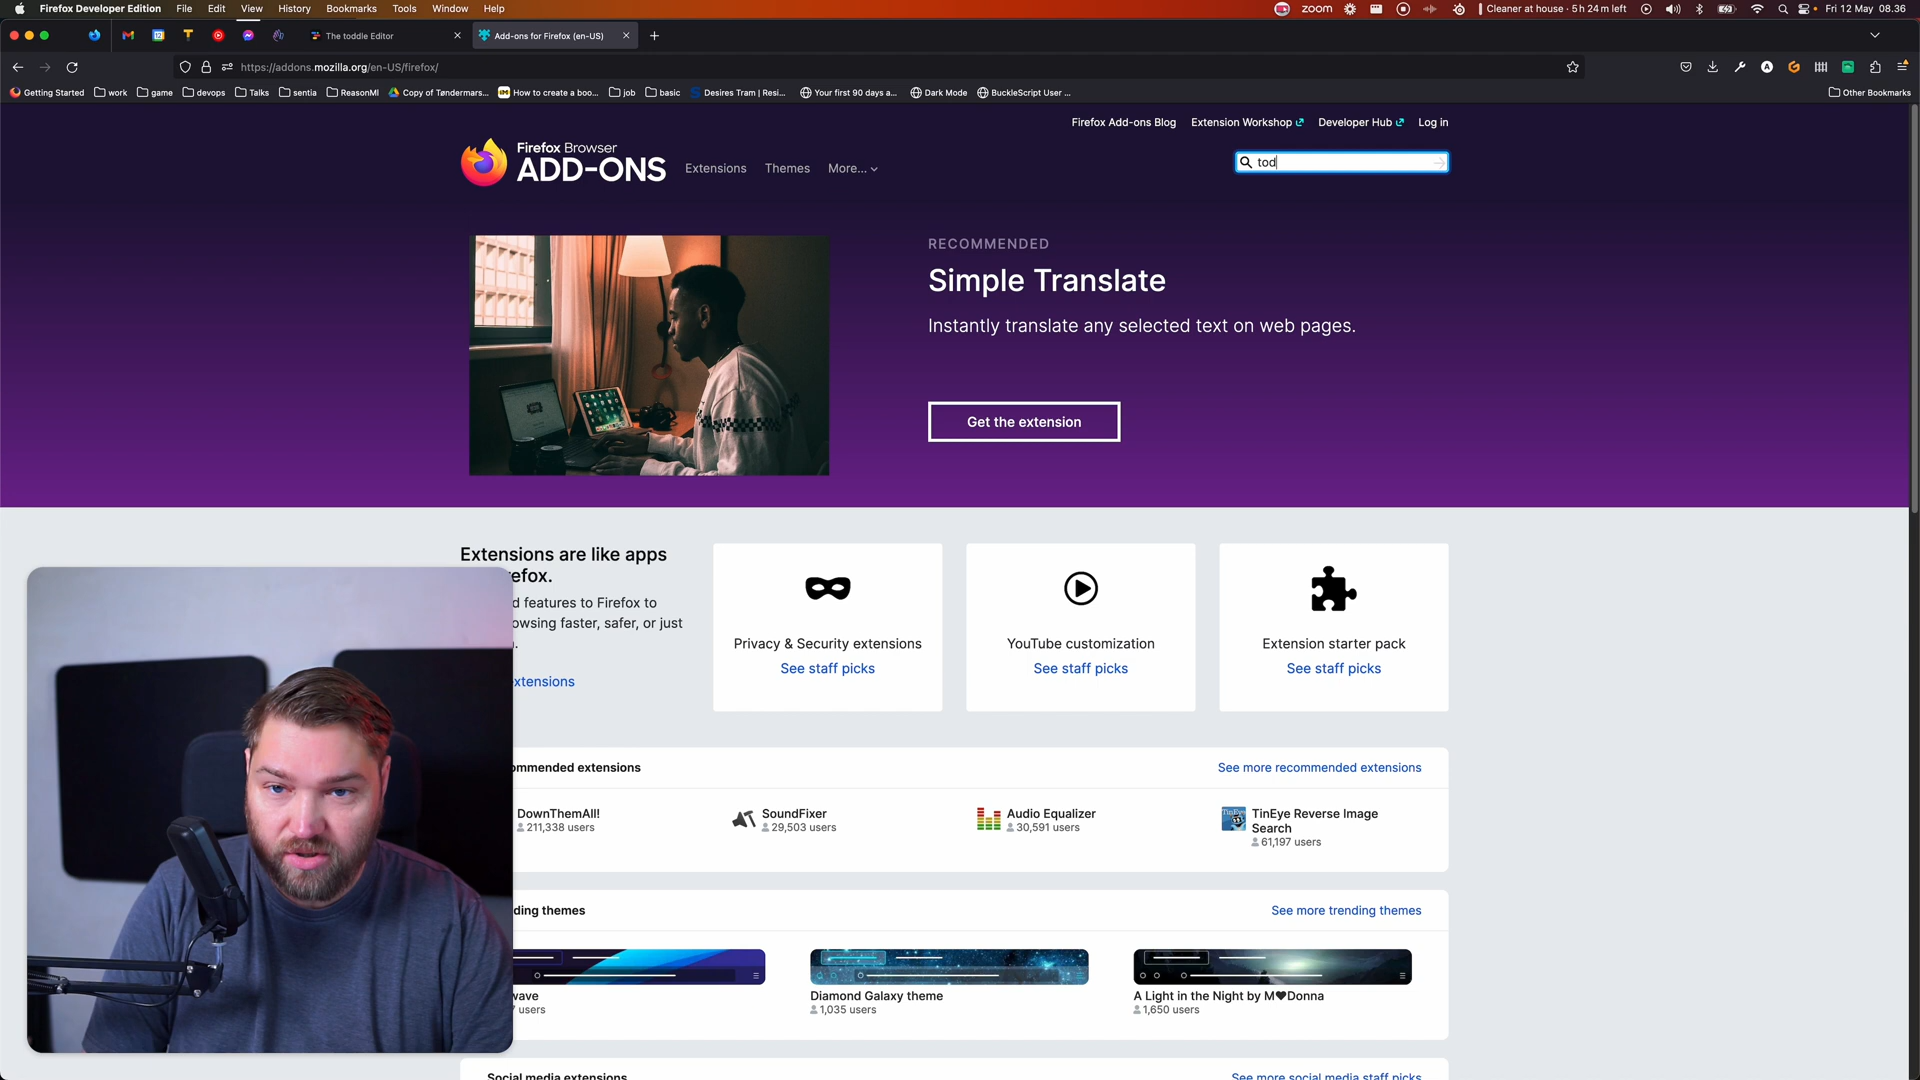 Firefox Developer Edition File Edit View History Bookmarks Tools Window Help zoom Cleaner at house · 5 h 24 m left Fri 12 May 08.36
The toddle Editor Add-ons for Firefox (en-US)
https://addons.mozilla.org/en-US/firefox/
Getting Started work game devops Talks sentia ReasonMl Copy of Tøndermars... How to create a boo... job basic Desires Tram | Resi... Your first 90 days a... Dark Mode BuckleScript User ... Other Bookmarks
Firefox Add-ons Blog Extension Workshop Developer Hub Log in
Firefox Browser
ADD-ONS Extensions Themes More...
tod
RECOMMENDED
Simple Translate
Instantly translate any selected text on web pages.
Get the extension
Extensions are like apps
efox.
d features to Firefox to
owsing faster, safer, or just
xtensions
Privacy & Security extensions
See staff picks
YouTube customization
See staff picks
Extension starter pack
See staff picks
ommended extensions See more recommended extensions
DownThemAll!
211,338 users
SoundFixer
29,503 users
Audio Equalizer
30,591 users
TinEye
TinEye Reverse Image
Search
61,197 users
ding themes See more trending themes
wave
users
Diamond Galaxy theme
1,035 users
A Light in the Night by M♥Donna
1,650 users
Social media extensions See more social media staff picks